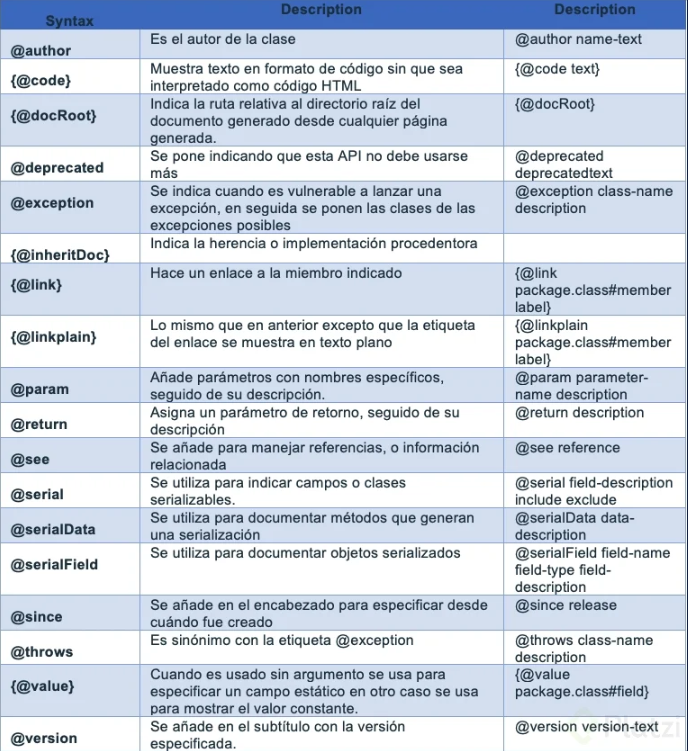 Syntax Description Description
@author Es el autor de la clase @author name-text
{@code} Muestra texto en formato de código sin que sea {@code text}
interpretado como código HTML
{@docRoot} Indica la ruta relativa al directorio raíz del {@docRoot}
documento generado desde cualquier página
generada.
@deprecated Se pone indicando que esta API no debe usarse @deprecated
más deprecatedtext
@exception Se indica cuando es vulnerable a lanzar una @exception class-name
excepción, en seguida se ponen las clases de las description
excepciones posibles
{@inheritDoc} Indica la herencia o implementación procedentora
{@link} Hace un enlace a la miembro indicado {@link
package.class#member
label}
{@linkplain} Lo mismo que en anterior excepto que la etiqueta {@linkplain
del enlace se muestra en texto plano package.class#member
label}
@param Añade parámetros con nombres específicos, @param parameter-
seguido de su descripción. name description
@return Asigna un parámetro de retorno, seguido de su @return description
descripción
@see Se añade para manejar referencias, o información @see reference
relacionada
@serial Se utiliza para indicar campos o clases @serial field-description
serializables. include exclude
@serialData Se utiliza para documentar métodos que generan @serialData data-
una serialización description
@serialField Se utiliza para documentar objetos serializados @serialField field-name
field-type field-
description
@since Se añade en el encabezado para especificar desde @since release
cuándo fue creado
@throws Es sinónimo con la etiqueta @exception @throws class-name
description
{@value} Cuando es usado sin argumento se usa para {@value
especificar un campo estático en otro caso se usa package.class#field}
para mostrar el valor constante.
@version Se añade en el subtítulo con la versión @version version-text
especificada.
Platzi